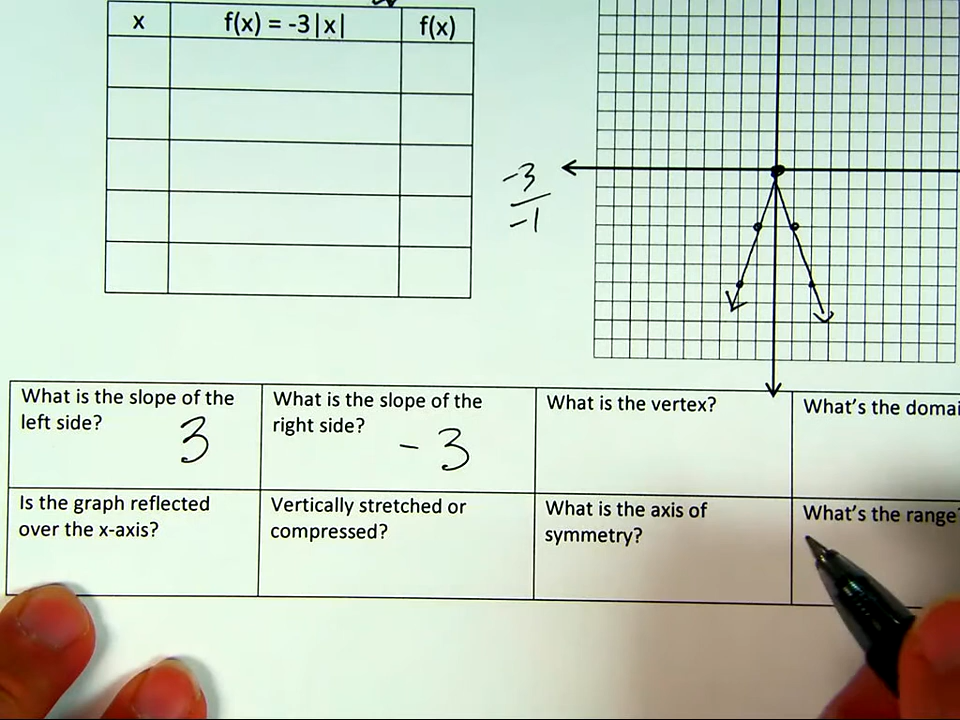 x f(x) = -3|x| f(x)
-3
-1
What is the slope of the
left side? 3
What is the slope of the
right side? -3
What is the vertex?
What's the domai
Is the graph reflected
over the x-axis?
Vertically stretched or
compressed?
What is the axis of
symmetry?
What's the range?